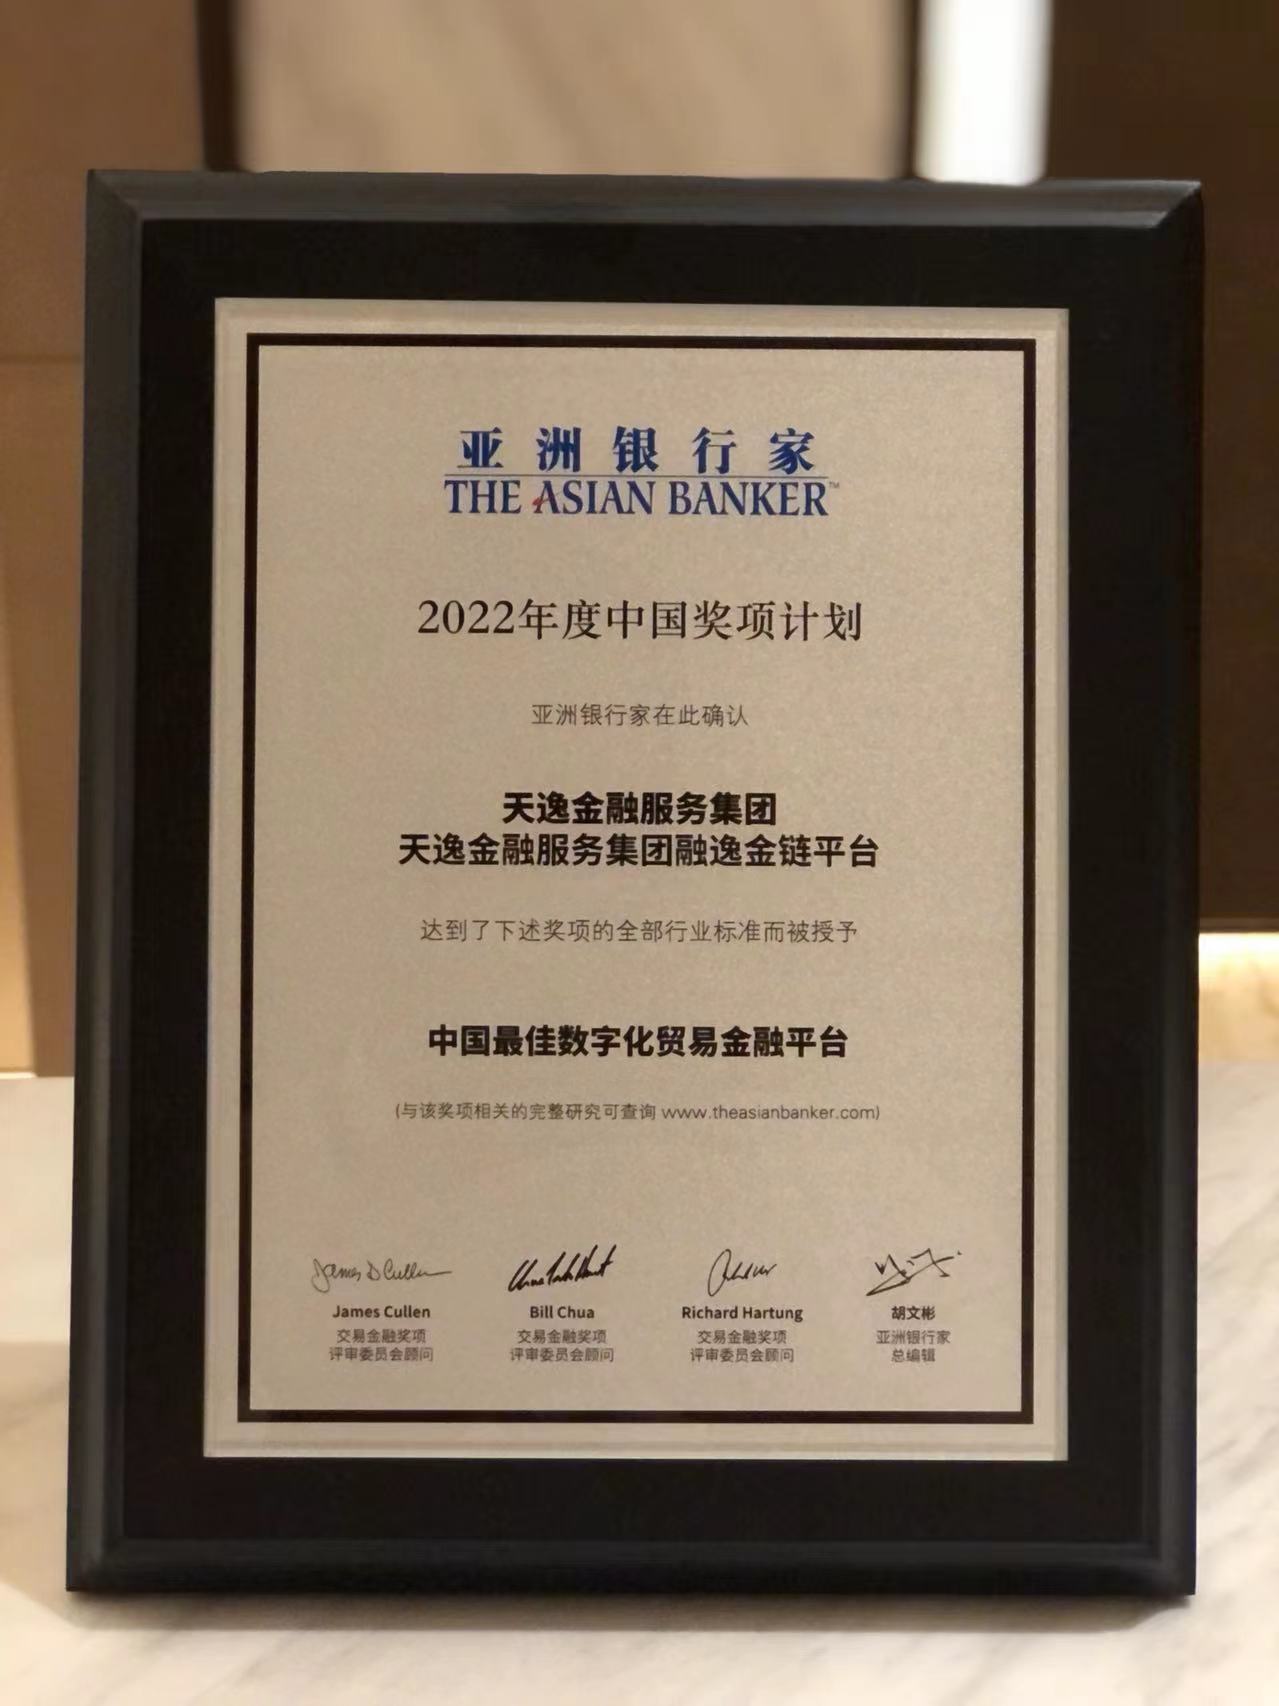 亚洲银行家
THE ASIAN BANKER™
2022年度中国奖项计划
亚洲银行家在此确认
天逸金融服务集团
天逸金融服务集团融逸金链平台
达到了下述奖项的全部行业标准而被授予
中国最佳数字化贸易金融平台
(与该奖项相关的完整研究可查询 www.theasianbanker.com)
James D Cullen
James Cullen
交易金融奖项
评审委员会顾问
Bill Chua
交易金融奖项
评审委员会顾问
Richard Hartung
交易金融奖项
评审委员会顾问
胡文彬
亚洲银行家
总编辑